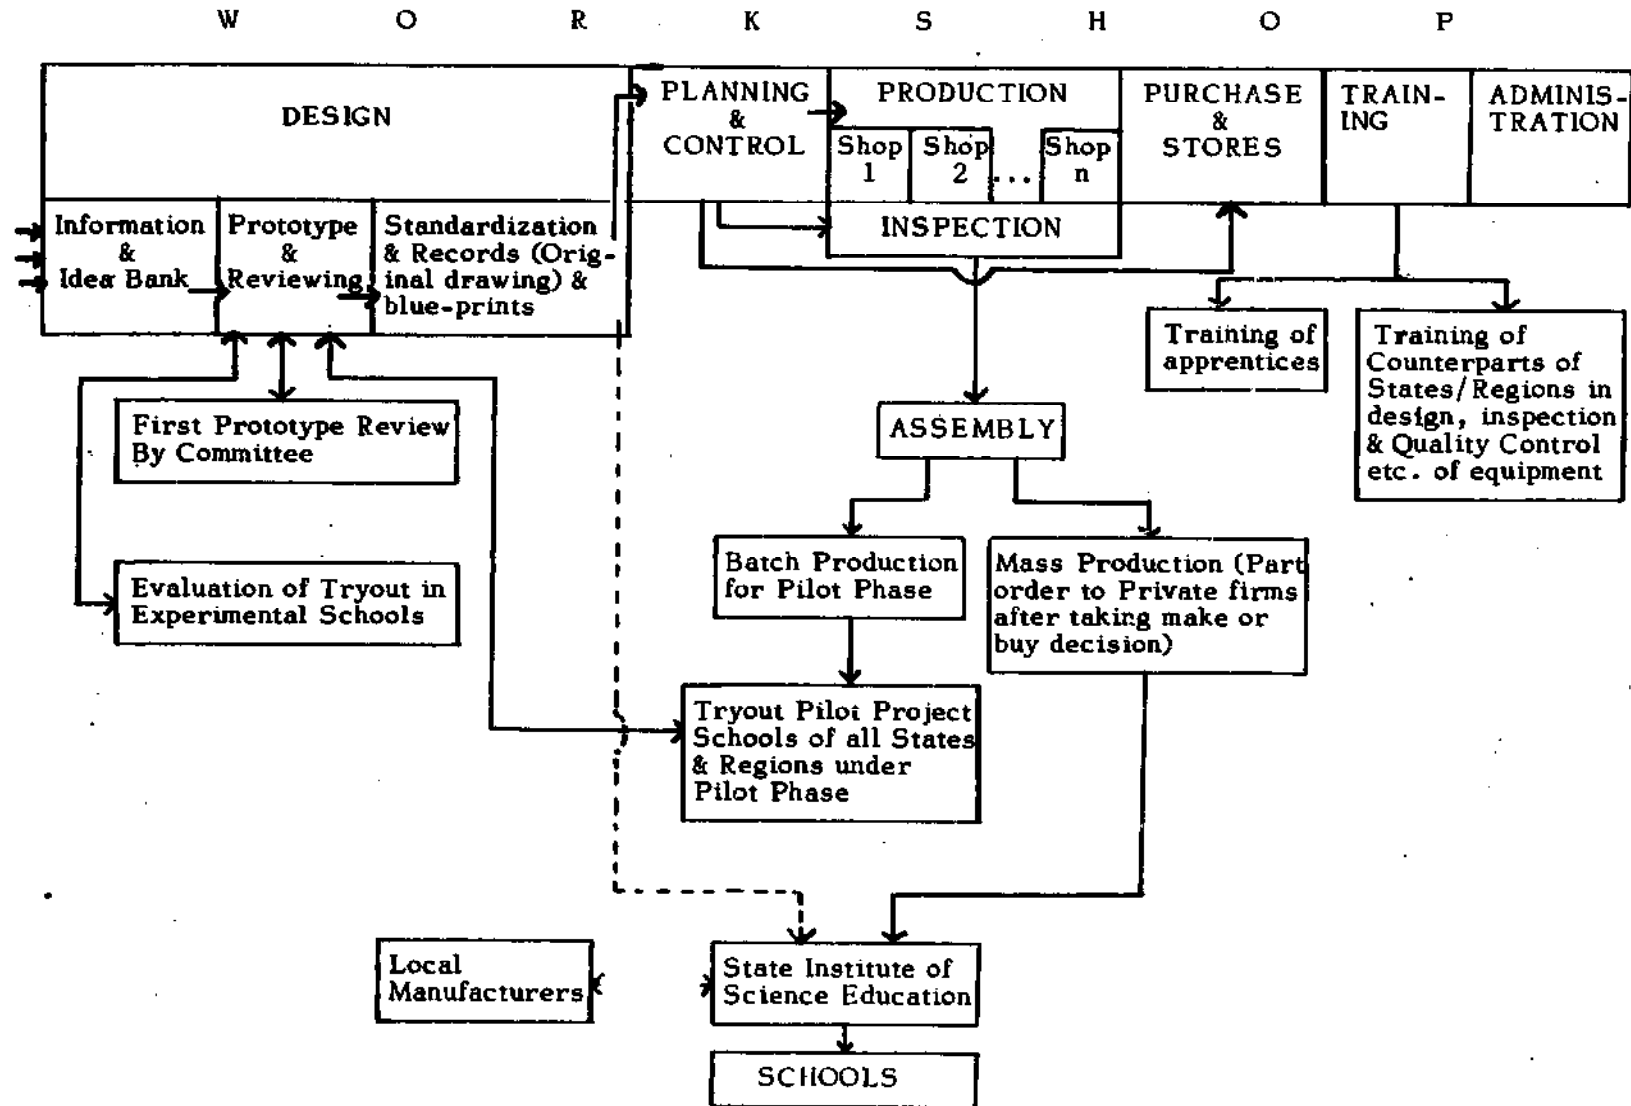 W O R K S H O P
DESIGN
PLANNING
&
CONTROL
PRODUCTION
Shop
1
Shop
2
...
Shop
n
PURCHASE
&
STORES
TRAIN-
ING
ADMINIS-
TRATION
Information
&
Idea Bank
Prototype
&
Reviewing
Standardization
& Records (Orig-
inal drawing) &
blue-prints
INSPECTION
Training of
apprentices
Training of
Counterparts of
States/Regions in
design, inspection
& Quality Control
etc. of equipment
First Prototype Review
By Committee
ASSEMBLY
Evaluation of Tryout in
Experimental Schools
Batch Production
for Pilot Phase
Mass Production (Part
order to Private firms
after taking make or
buy decision)
Tryout Pilot Project
Schools of all States
& Regions under
Pilot Phase
Local
Manufacturers
State Institute of
Science Education
SCHOOLS